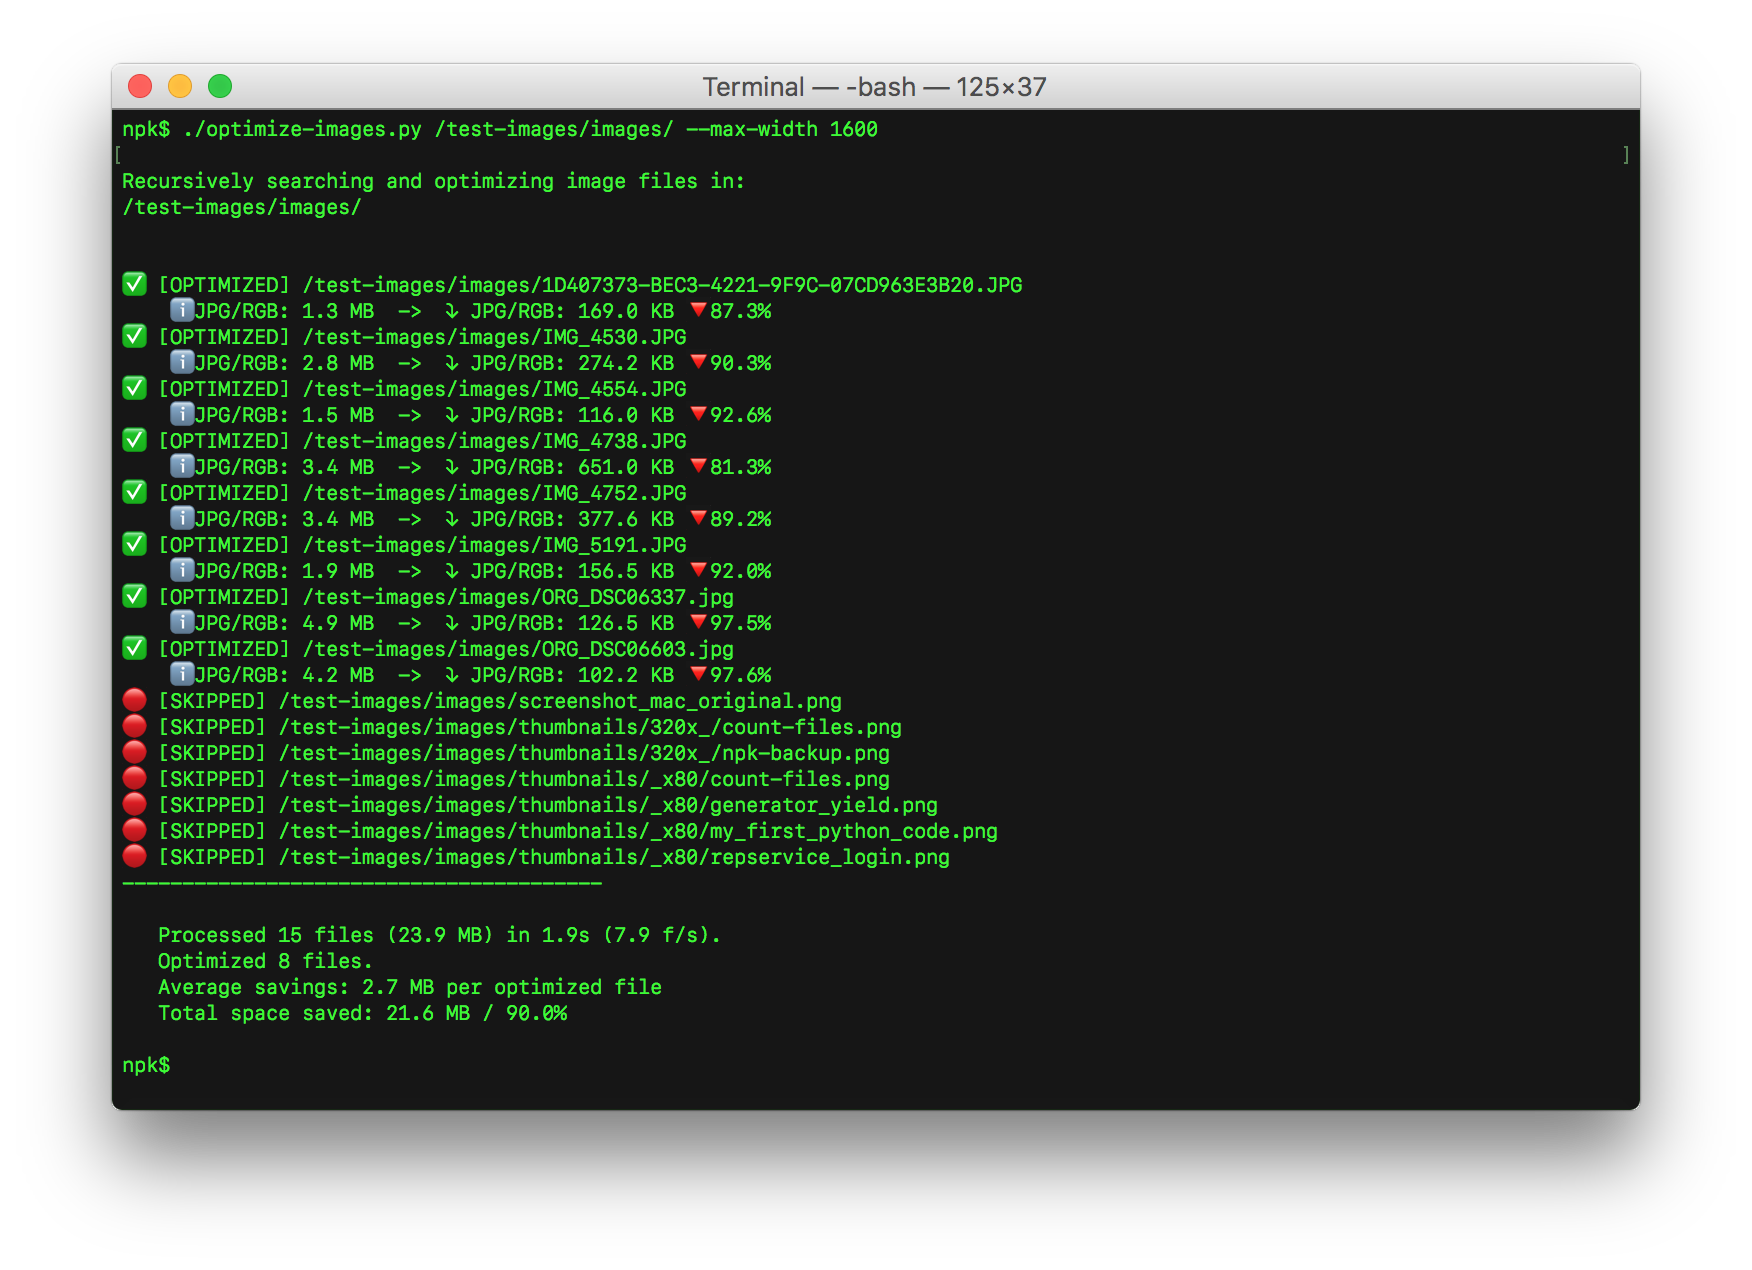 Terminal — -bash — 125×37
npk$ ./optimize-images.py /test-images/images/ --max-width 1600
[ ]
Recursively searching and optimizing image files in:
/test-images/images/
✅ [OPTIMIZED] /test-images/images/1D407373-BEC3-4221-9F9C-07CD963E3B20.JPG
ℹ️JPG/RGB: 1.3 MB -> ⤵ JPG/RGB: 169.0 KB 🔻87.3%
✅ [OPTIMIZED] /test-images/images/IMG_4530.JPG
ℹ️JPG/RGB: 2.8 MB -> ⤵ JPG/RGB: 274.2 KB 🔻90.3%
✅ [OPTIMIZED] /test-images/images/IMG_4554.JPG
ℹ️JPG/RGB: 1.5 MB -> ⤵ JPG/RGB: 116.0 KB 🔻92.6%
✅ [OPTIMIZED] /test-images/images/IMG_4738.JPG
ℹ️JPG/RGB: 3.4 MB -> ⤵ JPG/RGB: 651.0 KB 🔻81.3%
✅ [OPTIMIZED] /test-images/images/IMG_4752.JPG
ℹ️JPG/RGB: 3.4 MB -> ⤵ JPG/RGB: 377.6 KB 🔻89.2%
✅ [OPTIMIZED] /test-images/images/IMG_5191.JPG
ℹ️JPG/RGB: 1.9 MB -> ⤵ JPG/RGB: 156.5 KB 🔻92.0%
✅ [OPTIMIZED] /test-images/images/ORG_DSC06337.jpg
ℹ️JPG/RGB: 4.9 MB -> ⤵ JPG/RGB: 126.5 KB 🔻97.5%
✅ [OPTIMIZED] /test-images/images/ORG_DSC06603.jpg
ℹ️JPG/RGB: 4.2 MB -> ⤵ JPG/RGB: 102.2 KB 🔻97.6%
🔴 [SKIPPED] /test-images/images/screenshot_mac_original.png
🔴 [SKIPPED] /test-images/images/thumbnails/320x_/count-files.png
🔴 [SKIPPED] /test-images/images/thumbnails/320x_/npk-backup.png
🔴 [SKIPPED] /test-images/images/thumbnails/_x80/count-files.png
🔴 [SKIPPED] /test-images/images/thumbnails/_x80/generator_yield.png
🔴 [SKIPPED] /test-images/images/thumbnails/_x80/my_first_python_code.png
🔴 [SKIPPED] /test-images/images/thumbnails/_x80/repservice_login.png
----------------------------------------
Processed 15 files (23.9 MB) in 1.9s (7.9 f/s).
Optimized 8 files.
Average savings: 2.7 MB per optimized file
Total space saved: 21.6 MB / 90.0%
npk$